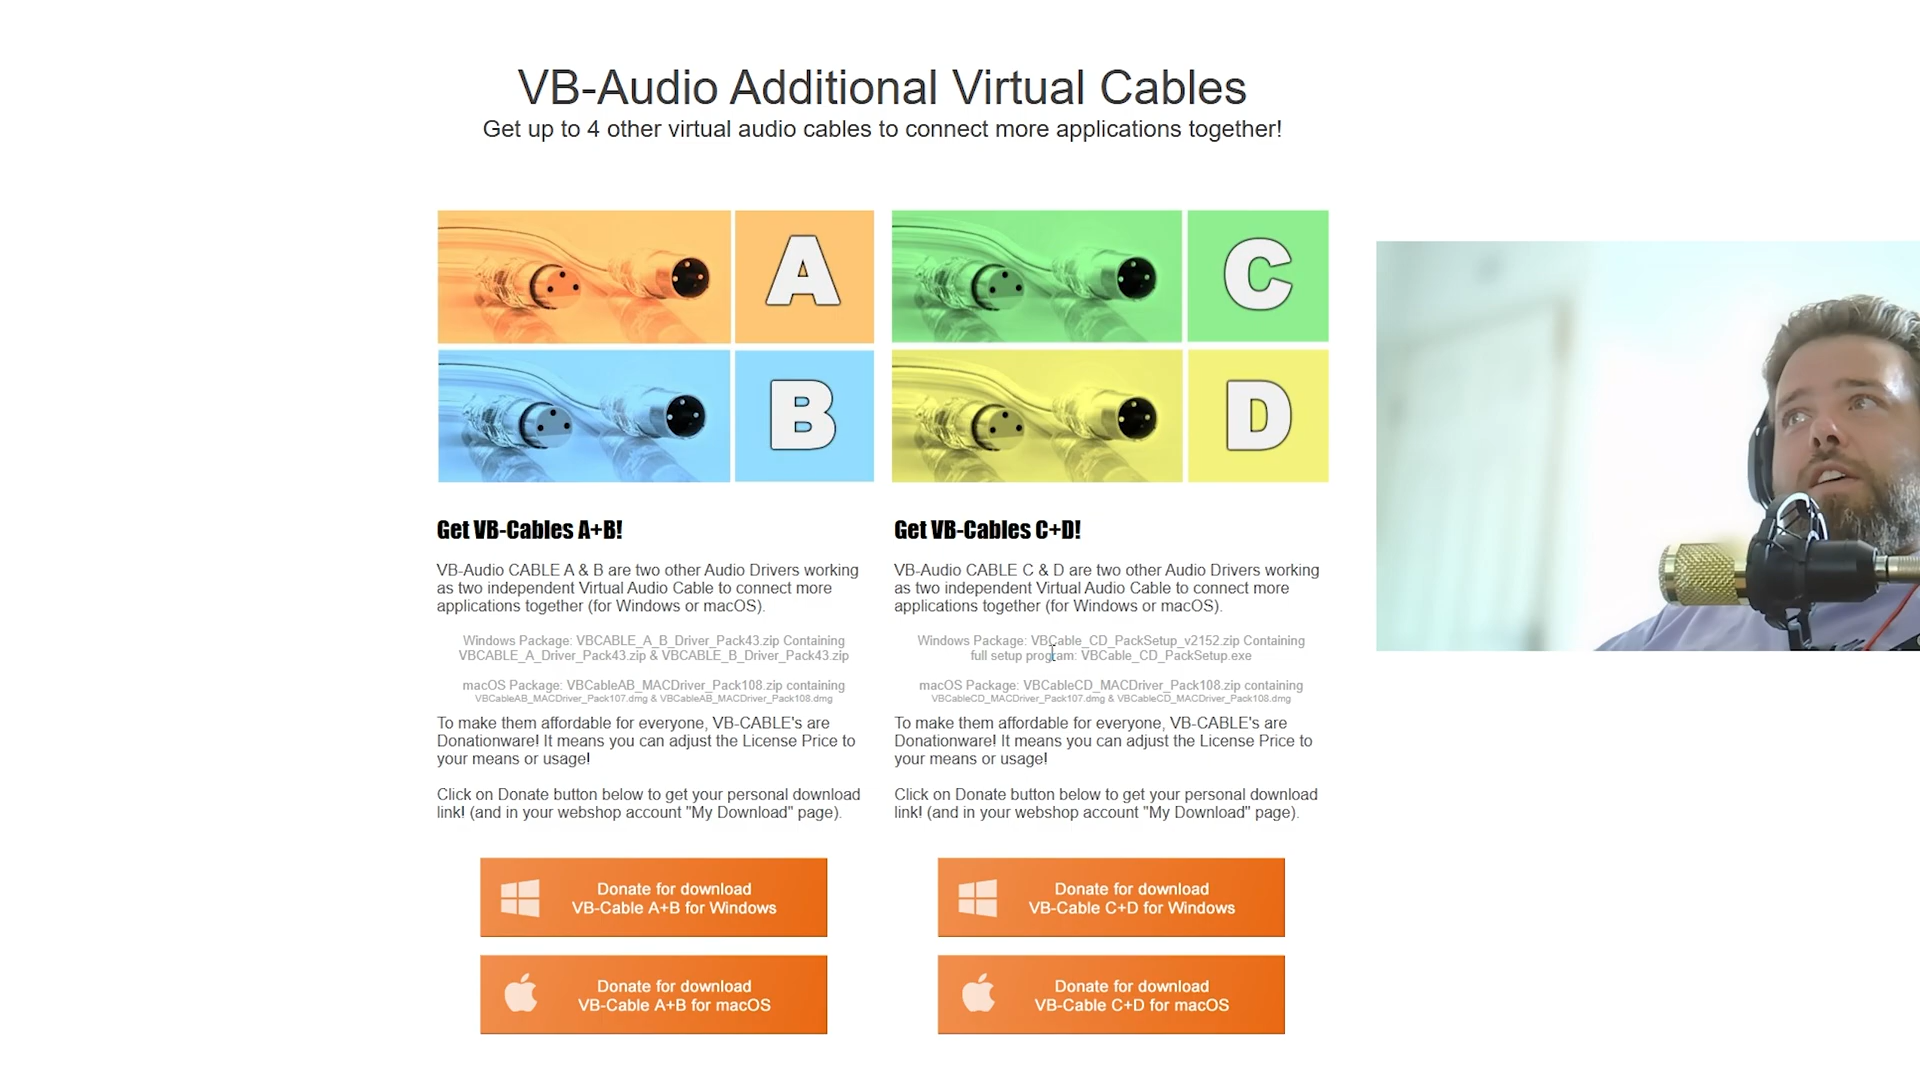 VB-Audio Additional Virtual Cables
Get up to 4 other virtual audio cables to connect more applications together!
A
C
B
D
Get VB-Cables A+B!
VB-Audio CABLE A & B are two other Audio Drivers working
as two independent Virtual Audio Cable to connect more
applications together (for Windows or macOS).
Windows Package: VBCABLE_A_B_Driver_Pack43.zip Containing
VBCABLE_A_Driver_Pack43.zip & VBCABLE_B_Driver_Pack43.zip
macOS Package: VBCableAB_MACDriver_Pack108.zip containing
VBCableAB_MACDriver_Pack107.dmg & VBCableAB_MACDriver_Pack108.dmg
To make them affordable for everyone, VB-CABLE's are
Donationware! It means you can adjust the License Price to
your means or usage!
Click on Donate button below to get your personal download
link! (and in your webshop account "My Download" page).
Donate for download
VB-Cable A+B for Windows
Donate for download
VB-Cable A+B for macOS
Get VB-Cables C+D!
VB-Audio CABLE C & D are two other Audio Drivers working
as two independent Virtual Audio Cable to connect more
applications together (for Windows or macOS).
Windows Package: VBCable_CD_PackSetup_v2152.zip Containing
full setup program: VBCable_CD_PackSetup.exe
macOS Package: VBCableCD_MACDriver_Pack108.zip containing
VBCableCD_MACDriver_Pack107.dmg & VBCableCD_MACDriver_Pack108.dmg
To make them affordable for everyone, VB-CABLE's are
Donationware! It means you can adjust the License Price to
your means or usage!
Click on Donate button below to get your personal download
link! (and in your webshop account "My Download" page).
Donate for download
VB-Cable C+D for Windows
Donate for download
VB-Cable C+D for macOS